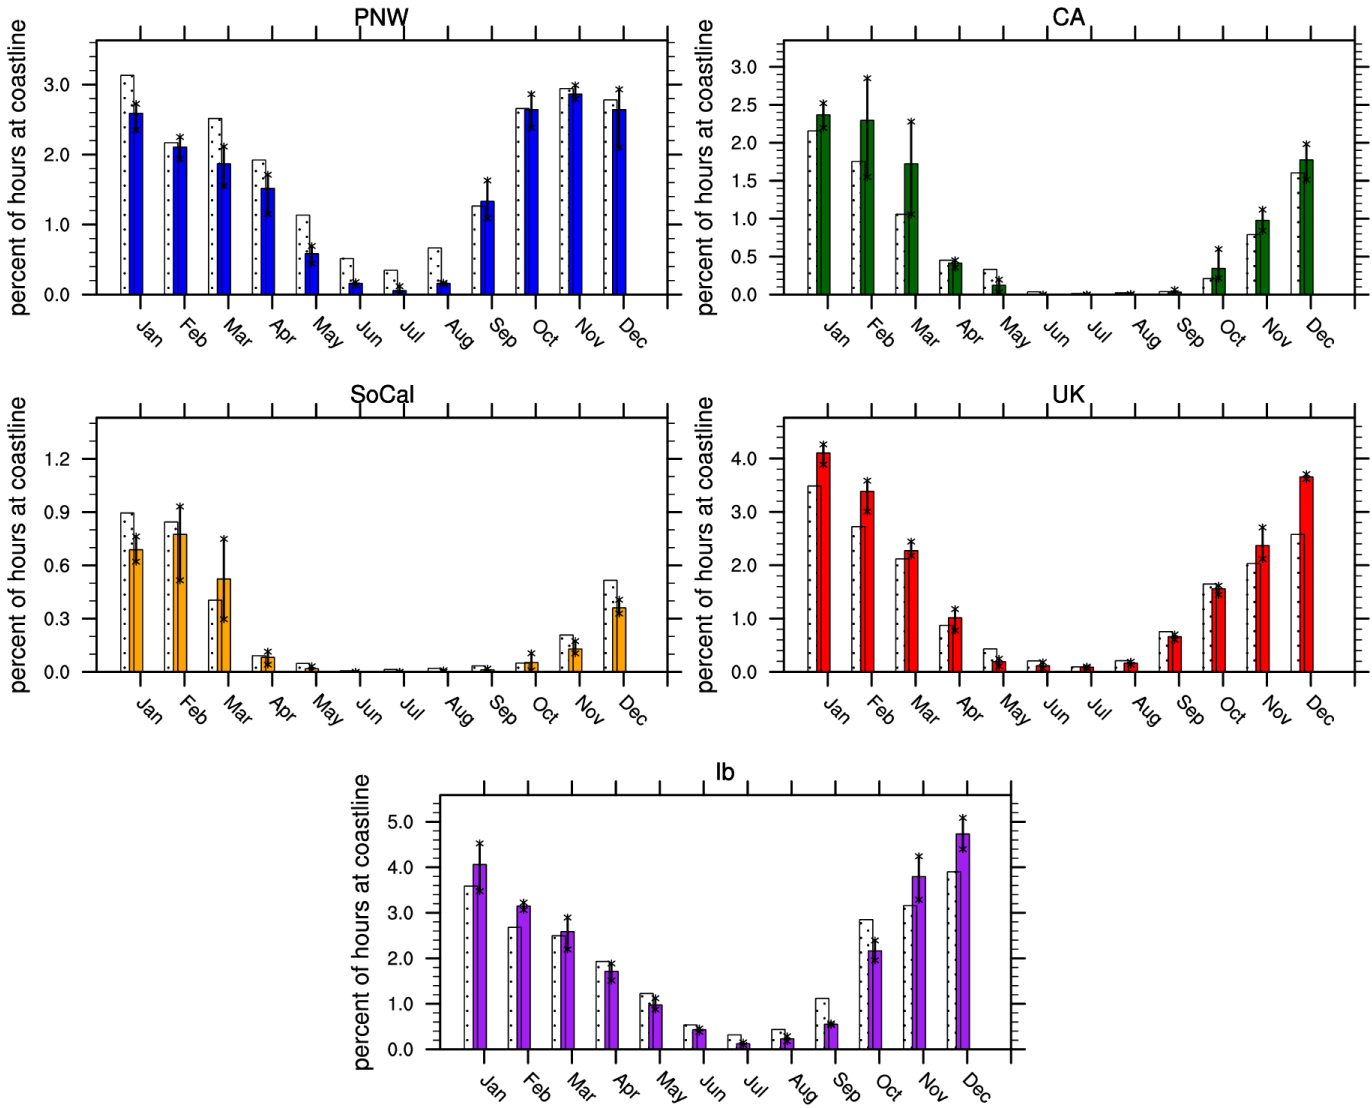 PNW
percent of hours at coastline
3.0
2.0
1.0
0.0
Jan Feb Mar Apr May Jun Jul Aug Sep Oct Nov Dec
CA
percent of hours at coastline
3.0
2.5
2.0
1.5
1.0
0.5
0.0
Jan Feb Mar Apr May Jun Jul Aug Sep Oct Nov Dec
SoCal
percent of hours at coastline
1.2
0.9
0.6
0.3
0.0
Jan Feb Mar Apr May Jun Jul Aug Sep Oct Nov Dec
UK
percent of hours at coastline
4.0
3.0
2.0
1.0
0.0
Jan Feb Mar Apr May Jun Jul Aug Sep Oct Nov Dec
Ib
percent of hours at coastline
5.0
4.0
3.0
2.0
1.0
0.0
Jan Feb Mar Apr May Jun Jul Aug Sep Oct Nov Dec